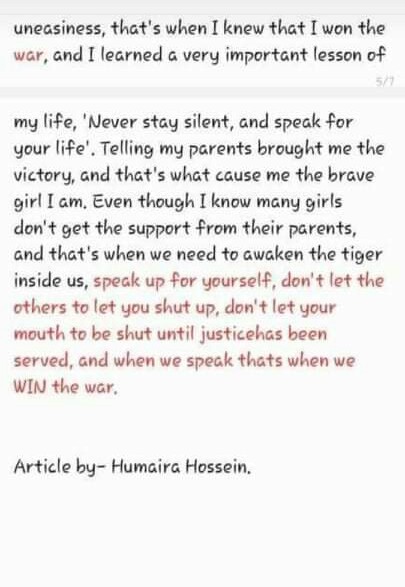 uneasiness, that's when I knew that I won the
war, and I learned a very important lesson of
5/7
my life, 'Never stay silent, and speak for
your life'. Telling my parents brought me the
victory, and that's what cause me the brave
girl I am. Even though I know many girls
don't get the support from their parents,
and that's when we need to awaken the tiger
inside us, speak up for yourself, don't let the
others to let you shut up, don't let your
mouth to be shut until justicehas been
served, and when we speak thats when we
WIN the war.
Article by- Humaira Hossein.